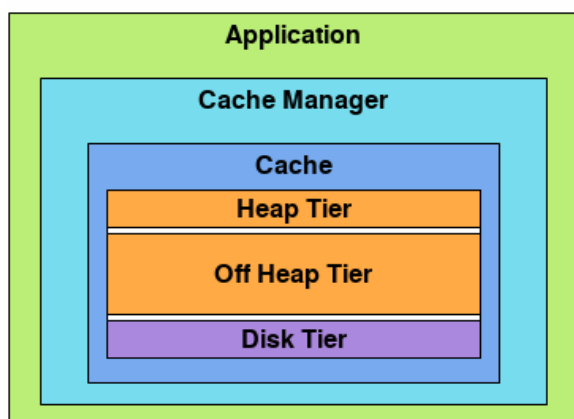 Application
Cache Manager
Cache
Heap Tier
Off Heap Tier
Disk Tier